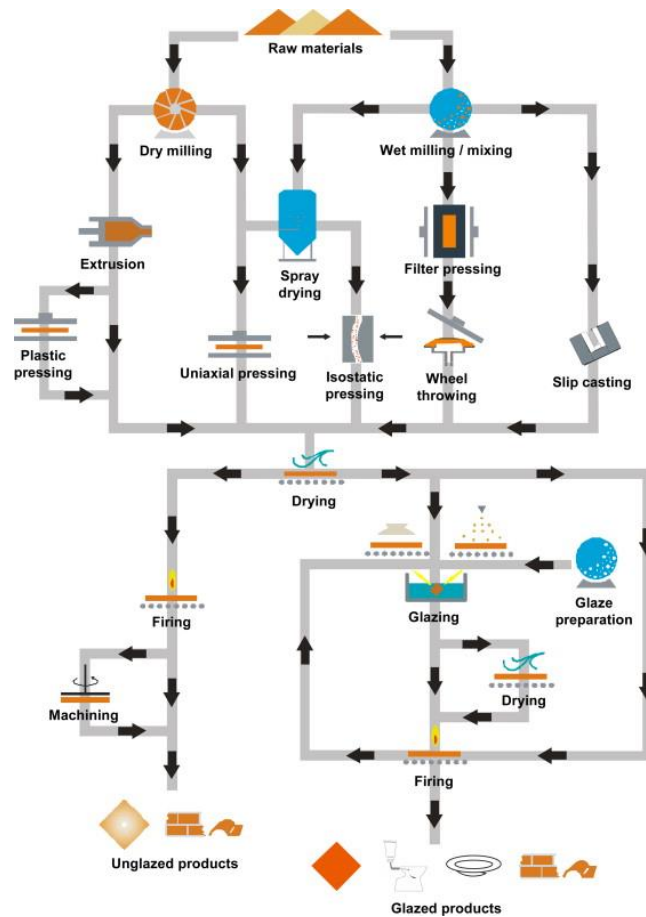 Raw materials
Dry milling
Wet milling / mixing
Extrusion
Spray
drying
Filter pressing
Plastic
pressing
Uniaxial pressing
Isostatic
pressing
Wheel
throwing
Slip casting
Drying
Firing
Glazing
Glaze
preparation
Machining
Drying
Firing
Unglazed products
Glazed products